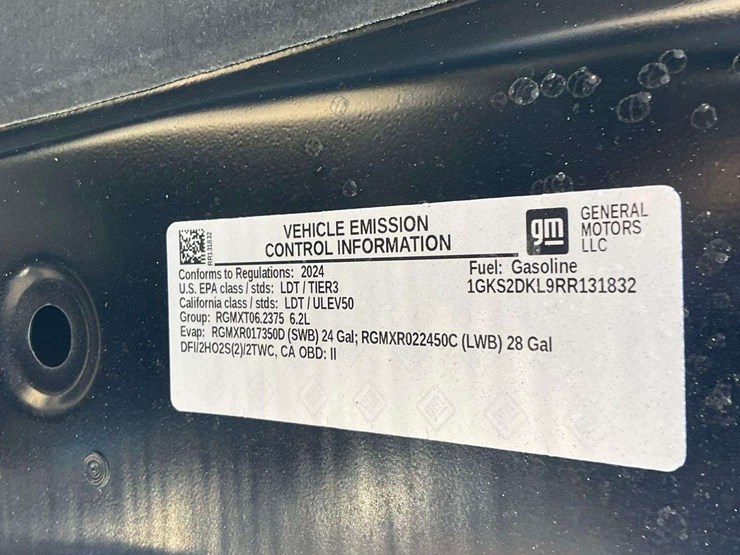 VEHICLE EMISSION
CONTROL INFORMATION
gm
GENERAL
MOTORS
LLC
RR131832
Conforms to Regulations: 2024
Fuel: Gasoline
U.S. EPA class / stds: LDT / TIER3
1GKS2DKL9RR131832
California class / stds: LDT / ULEV50
Group: RGMXT06.2375 6.2L
Evap: RGMXR017350D (SWB) 24 Gal; RGMXR022450C (LWB) 28 Gal
DFI/2HO2S(2)/2TWC, CA OBD: II